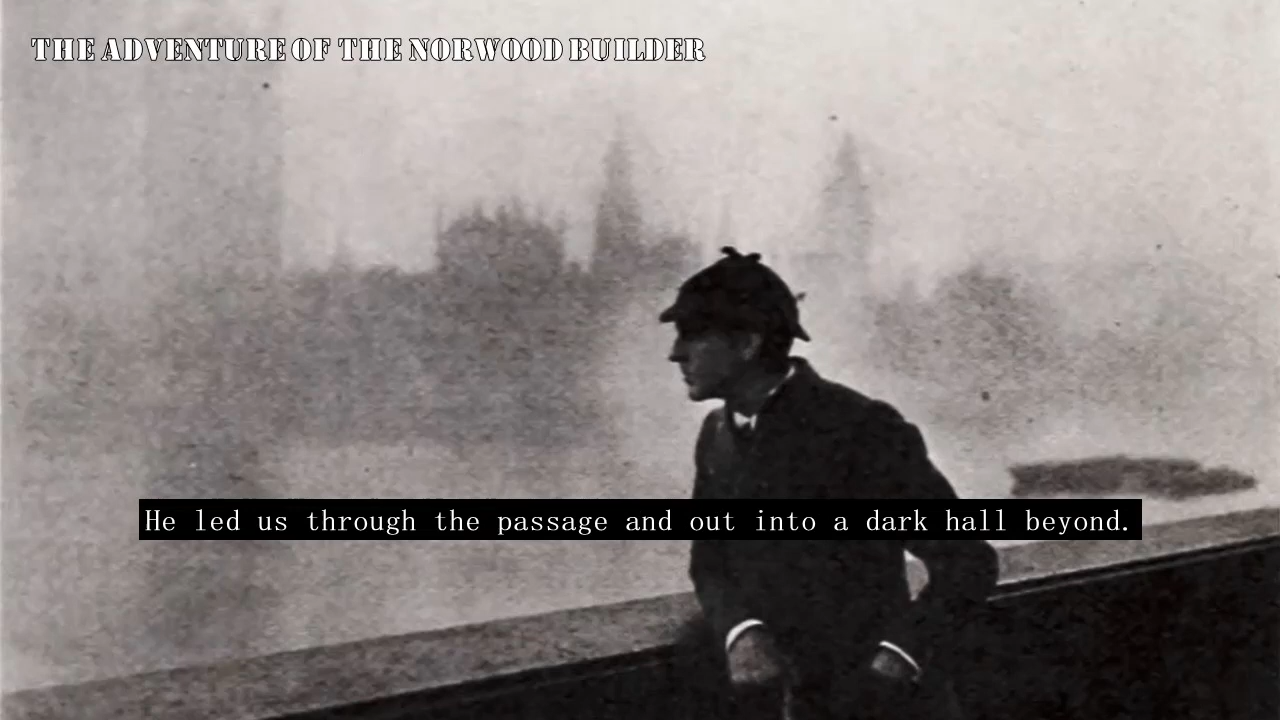 THE ADVENTURE OF THE NORWOOD BUILDER
He led us through the passage and out into a dark hall beyond.